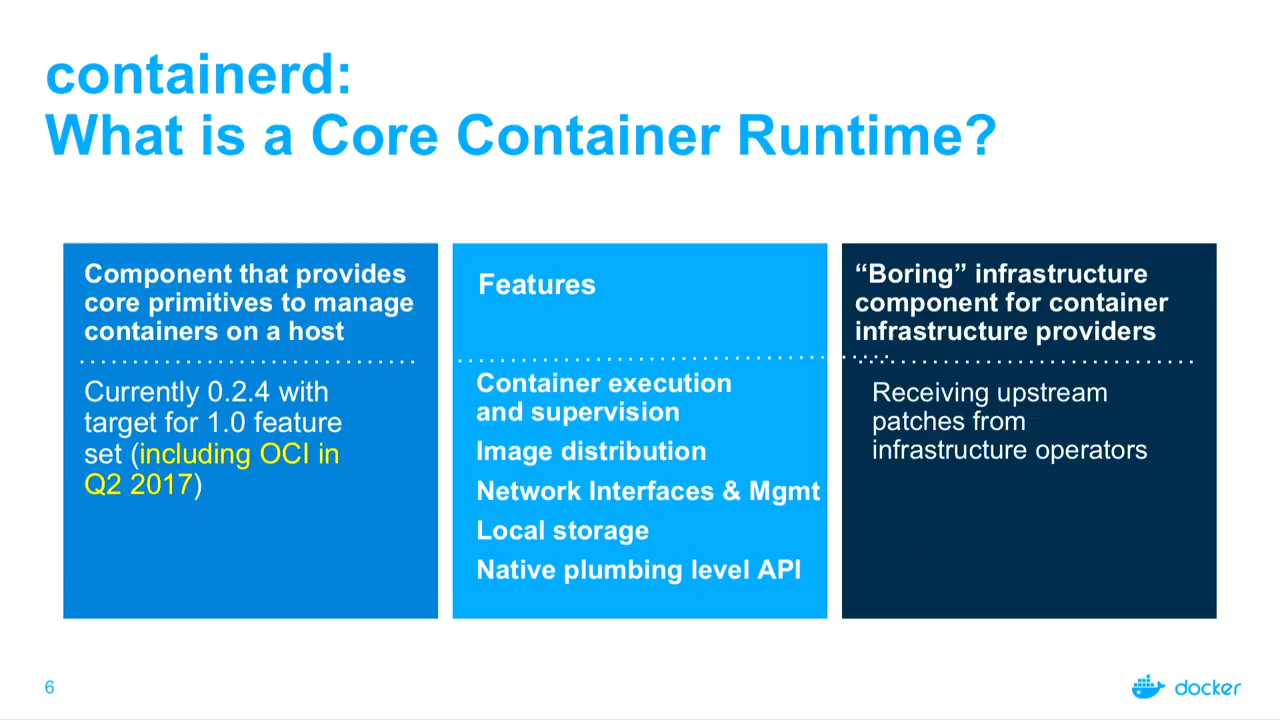 containerd:
What is a Core Container Runtime?
Component that provides
core primitives to manage
containers on a host
Currently 0.2.4 with
target for 1.0 feature
set (including OCI in
Q2 2017)
Features
Container execution
and supervision
Image distribution
Network Interfaces & Mgmt
Local storage
Native plumbing level API
“Boring” infrastructure
component for container
infrastructure providers
Receiving upstream
patches from
infrastructure operators
6
docker